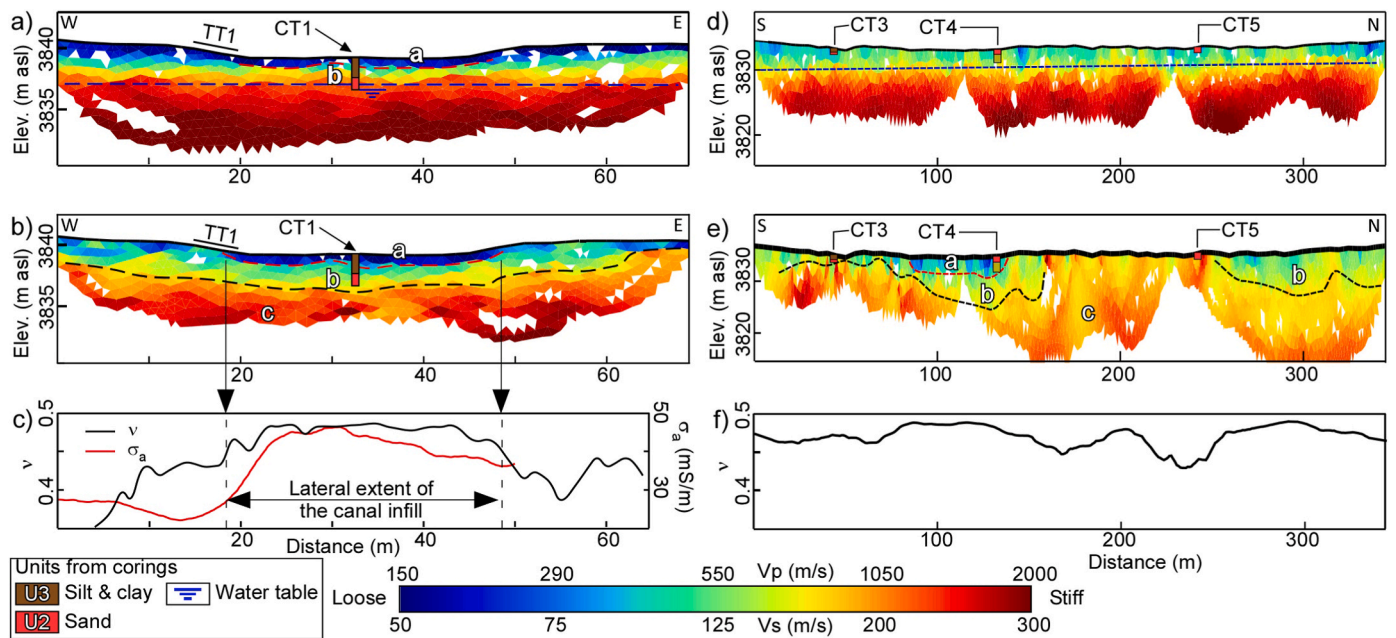 a) W TT1 CT1 a E
b
Elev. (m asl)
3840
3835
20 40 60
b) W TT1 CT1 a E
b
c
Elev. (m asl)
3840
3835
20 40 60
c) 0.5 50
ν
σa
ν
0.4 30
σa (mS/m)
Lateral extent of
the canal infill
20 40 60
Distance (m)
d) S CT3 CT4 CT5 N
Elev. (m asl)
3830
3820
100 200 300
e) S CT3 CT4 CT5 N
a
b b
c
Elev. (m asl)
3830
3820
100 200 300
f) 0.5
ν
0.4
100 200 300
Distance (m)
Units from corings
U3 Silt & clay Water table
U2 Sand
150 290 550 Vp (m/s) 1050 2000
Loose Stiff
50 75 125 Vs (m/s) 200 300